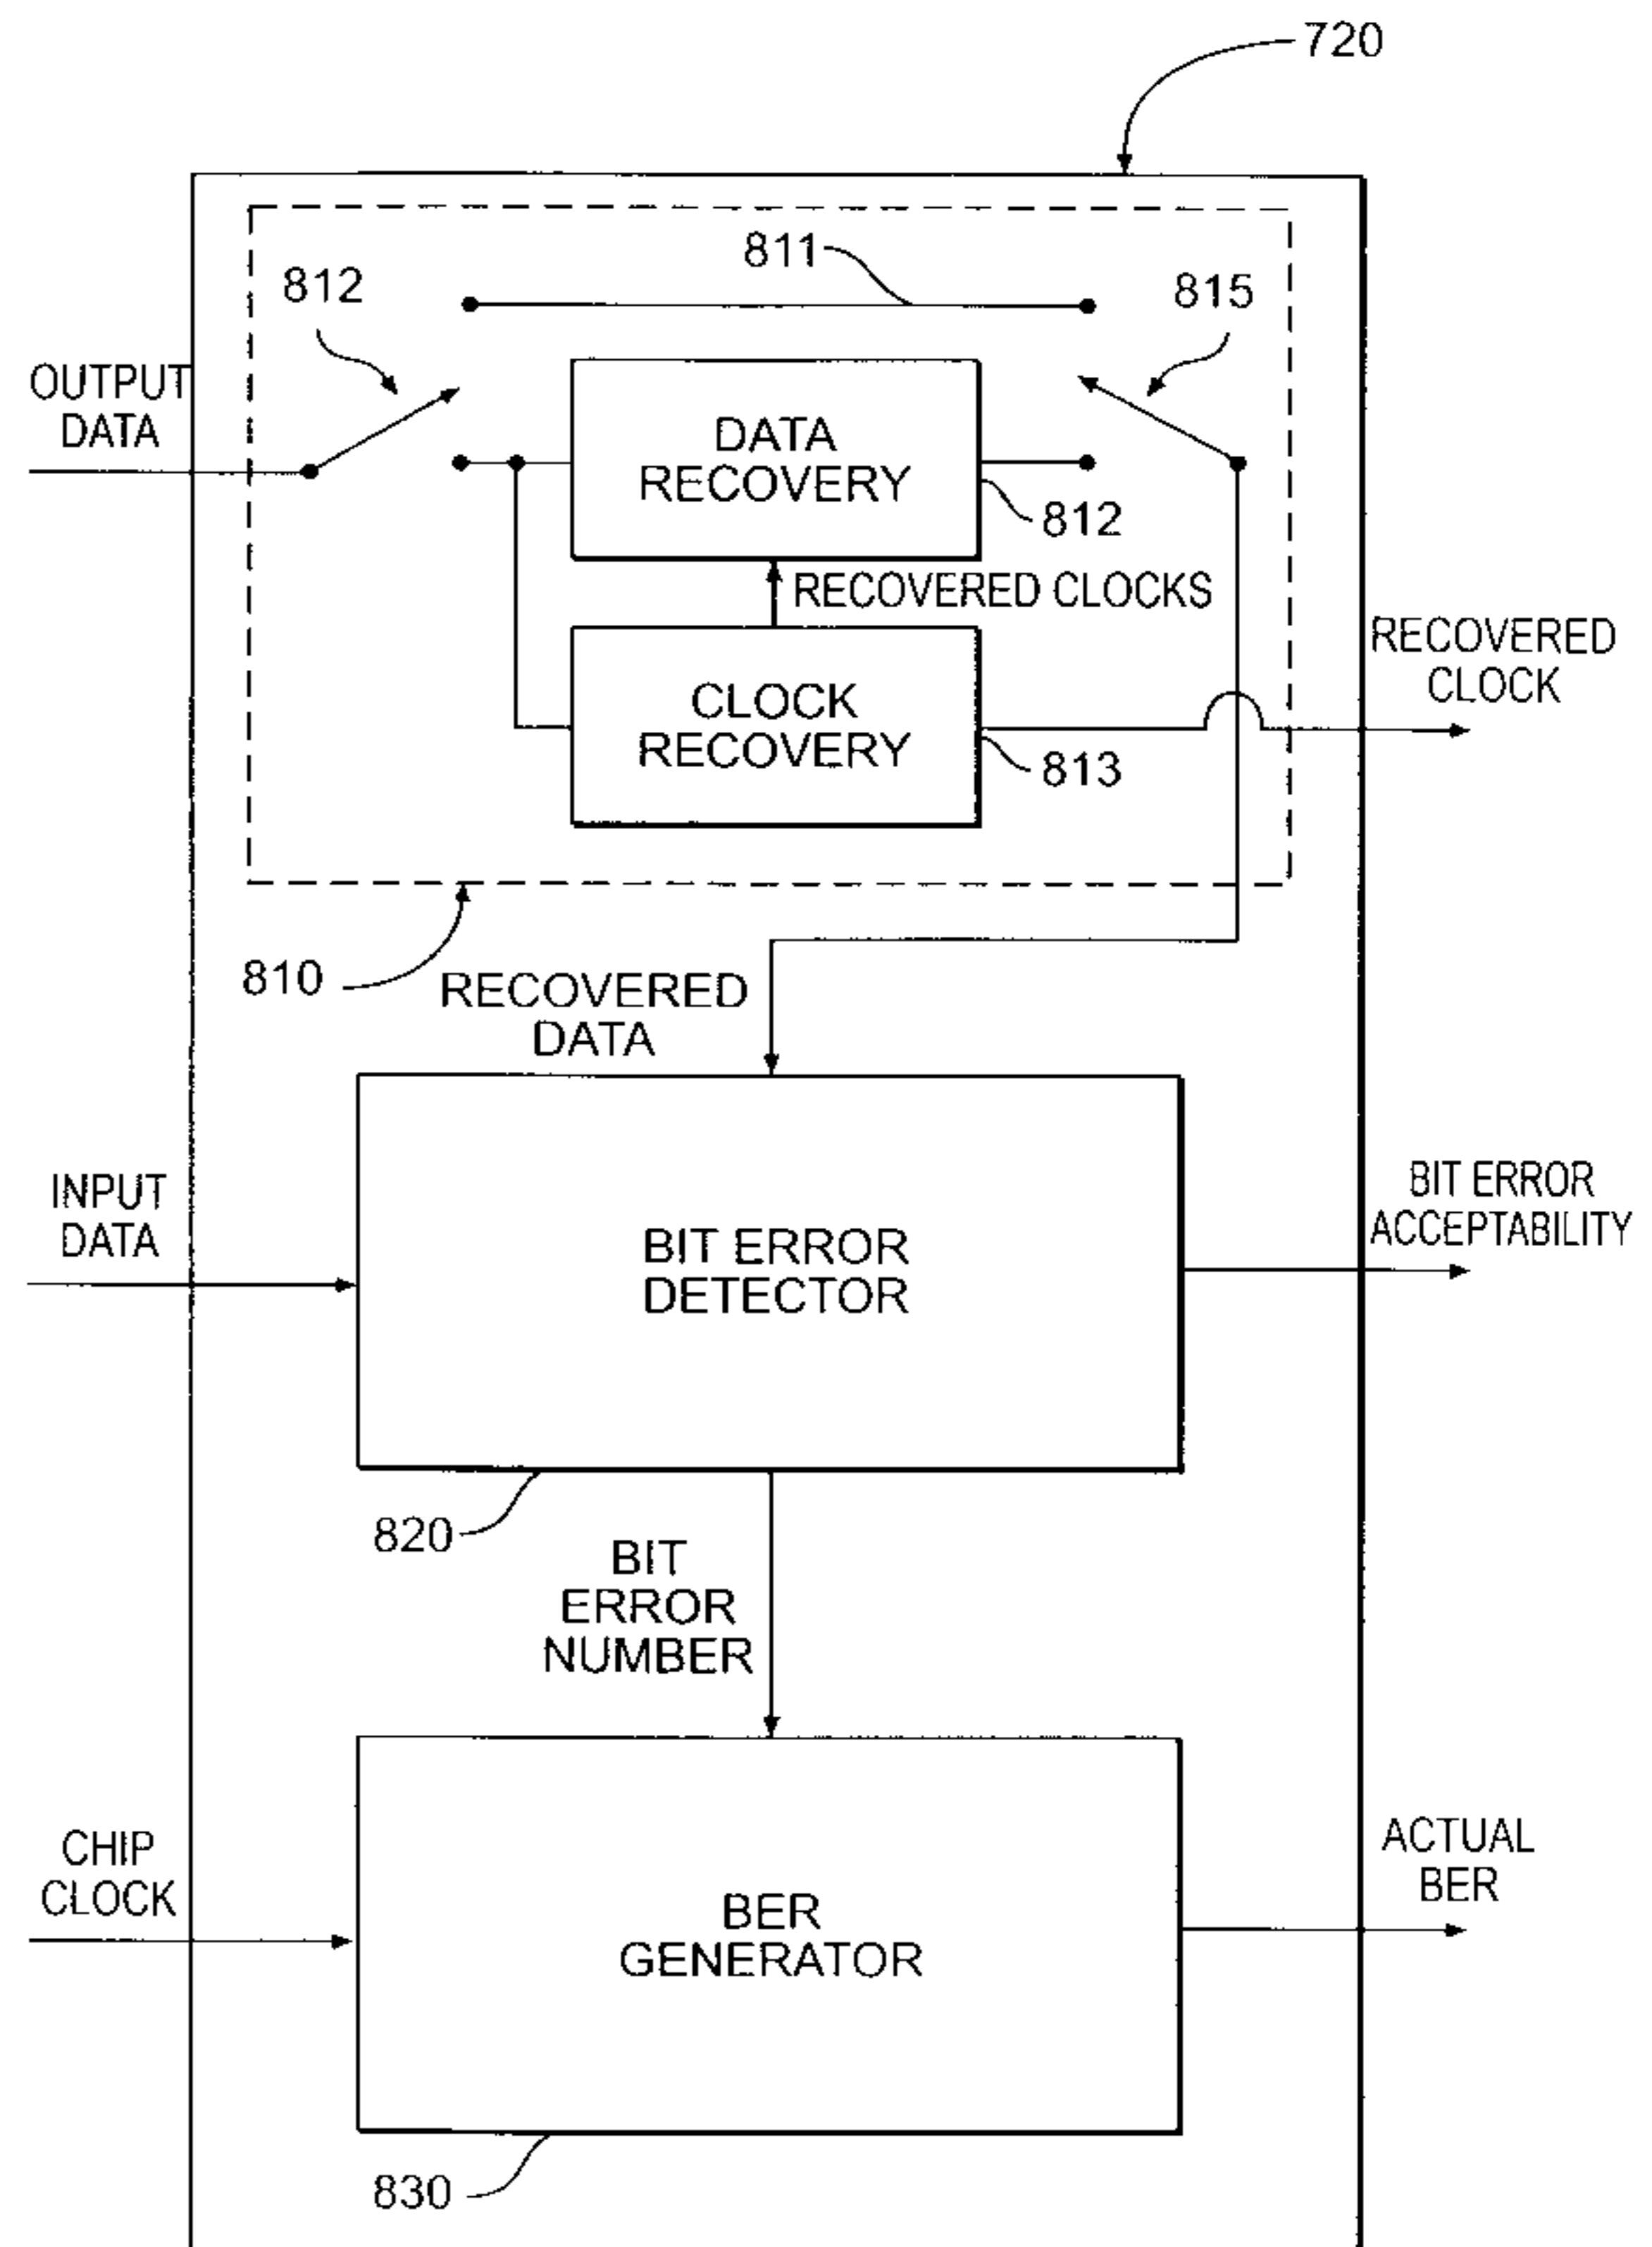 720
811
812
815
OUTPUT
DATA
DATA
RECOVERY
812
RECOVERED CLOCKS
RECOVERED
CLOCK
CLOCK
RECOVERY
813
810
RECOVERED
DATA
INPUT
DATA
BIT ERROR
DETECTOR
BIT ERROR
ACCEPTABILITY
820
BIT
ERROR
NUMBER
CHIP
CLOCK
BER
GENERATOR
ACTUAL
BER
830